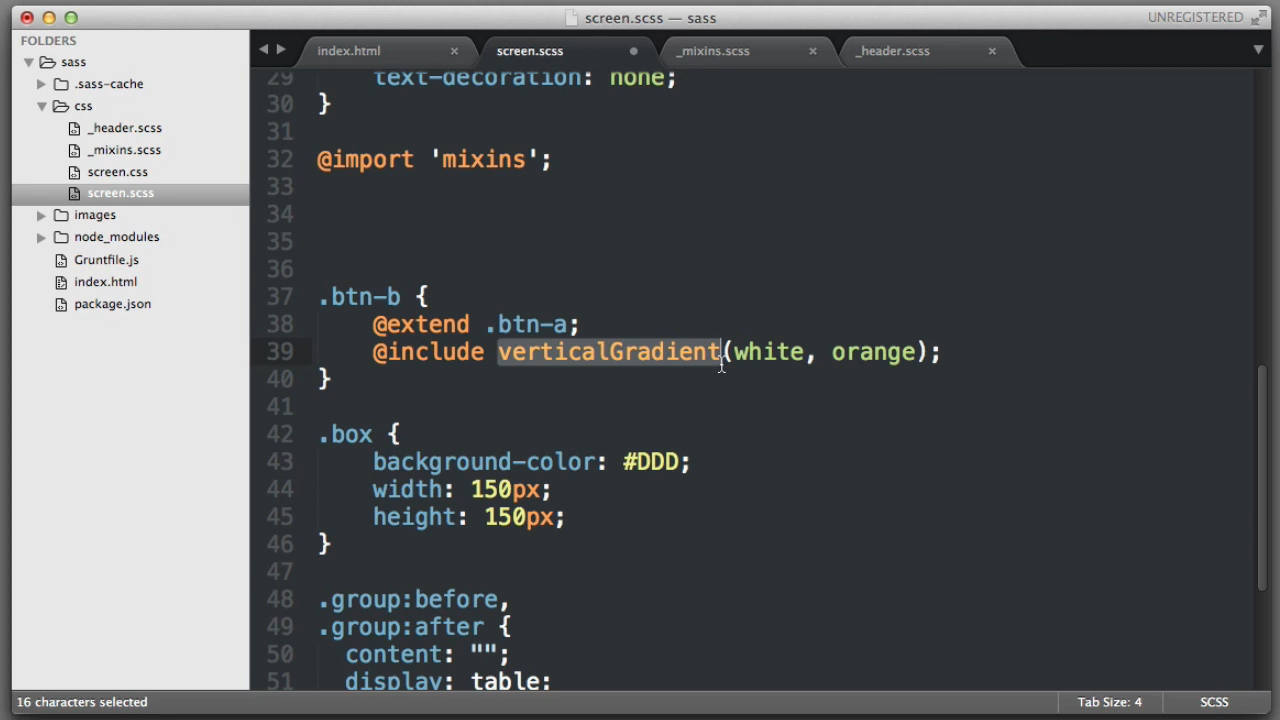 screen.scss — sass
UNREGISTERED
FOLDERS
sass
.sass-cache
css
_header.scss
_mixins.scss
screen.css
screen.scss
images
node_modules
Gruntfile.js
index.html
package.json
index.html
screen.scss
_mixins.scss
_header.scss
29 text-decoration: none;
30 }
31
32 @import 'mixins';
33
34
35
36
37 .btn-b {
38 @extend .btn-a;
39 @include verticalGradient(white, orange);
40 }
41
42 .box {
43 background-color: #DDD;
44 width: 150px;
45 height: 150px;
46 }
47
48 .group:before,
49 .group:after {
50 content: "";
51 display: table;
16 characters selected
Tab Size: 4
SCSS